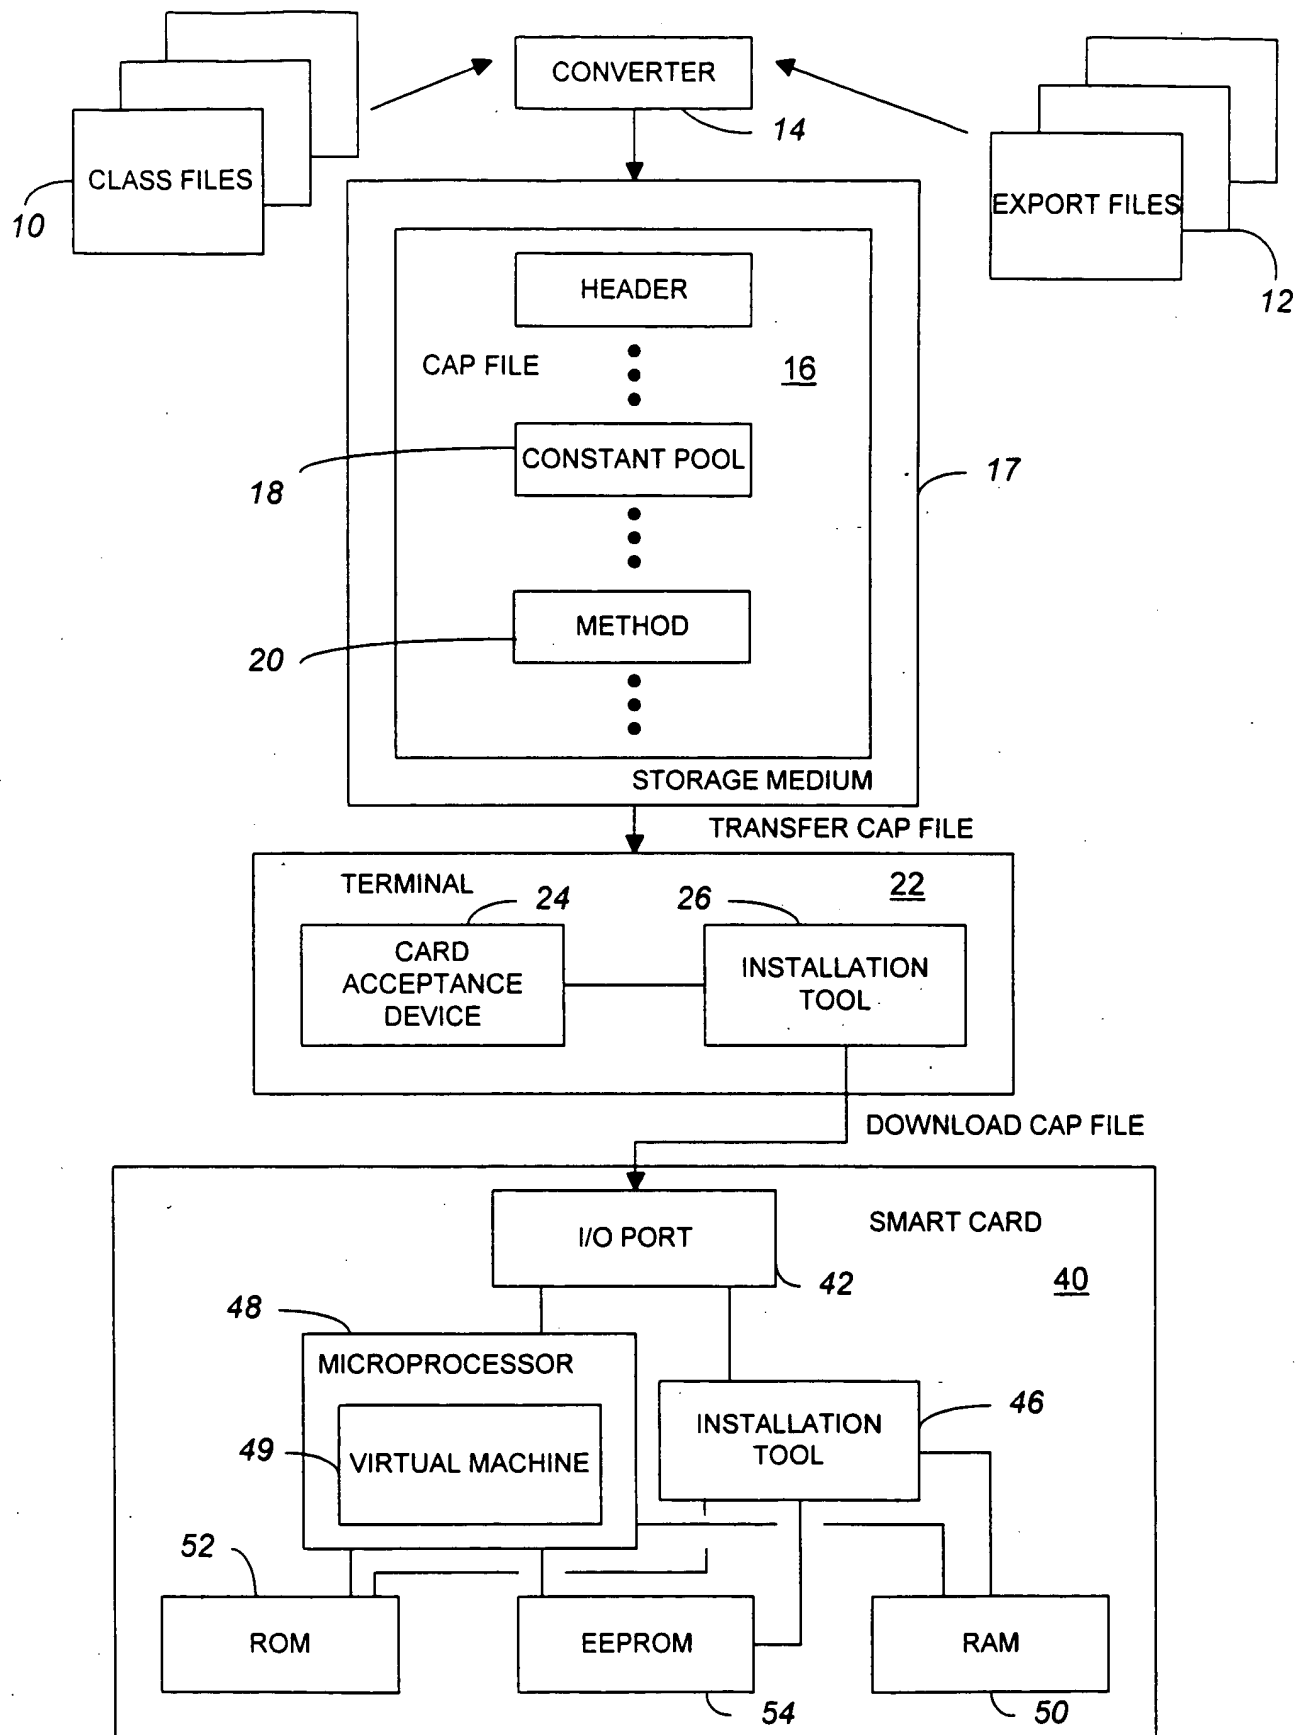 CONVERTER
14
CLASS FILES
10
EXPORT FILES
12
HEADER
CAP FILE
16
CONSTANT POOL
18
17
METHOD
20
STORAGE MEDIUM
TRANSFER CAP FILE
TERMINAL
22
24
26
CARD
ACCEPTANCE
DEVICE
INSTALLATION
TOOL
DOWNLOAD CAP FILE
SMART CARD
40
I/O PORT
42
48
MICROPROCESSOR
49
VIRTUAL MACHINE
INSTALLATION
TOOL
46
52
ROM
EEPROM
54
RAM
50